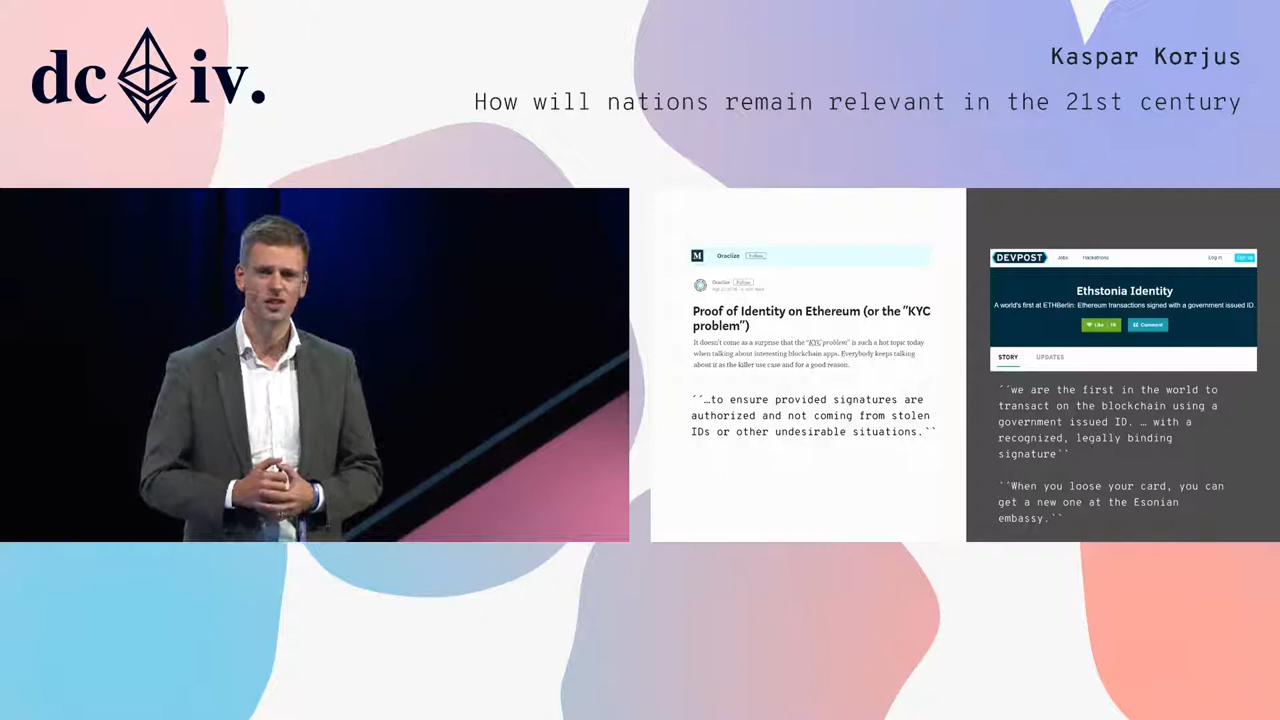 dc iv.
Kaspar Korjus
How will nations remain relevant in the 21st century
M Oraclize Follow
Oraclize Follow
Proof of Identity on Ethereum (or the "KYC
problem")
It doesn't come as a surprise that the "KYC problem" is such a hot topic today
when talking about interesting blockchain apps. Everybody keeps talking
about it as the killer use case and for a good reason.
´´…to ensure provided signatures are
authorized and not coming from stolen
IDs or other undesirable situations.``
DEVPOST Jobs Hackathons Log in Sign up
Ethstonia Identity
A world's first at ETHBerlin: Ethereum transactions signed with a government issued ID.
Like Comment
STORY UPDATES
´´we are the first in the world to
transact on the blockchain using a
government issued ID. … with a
recognized, legally binding
signature``
´´When you loose your card, you can
get a new one at the Esonian
embassy.``